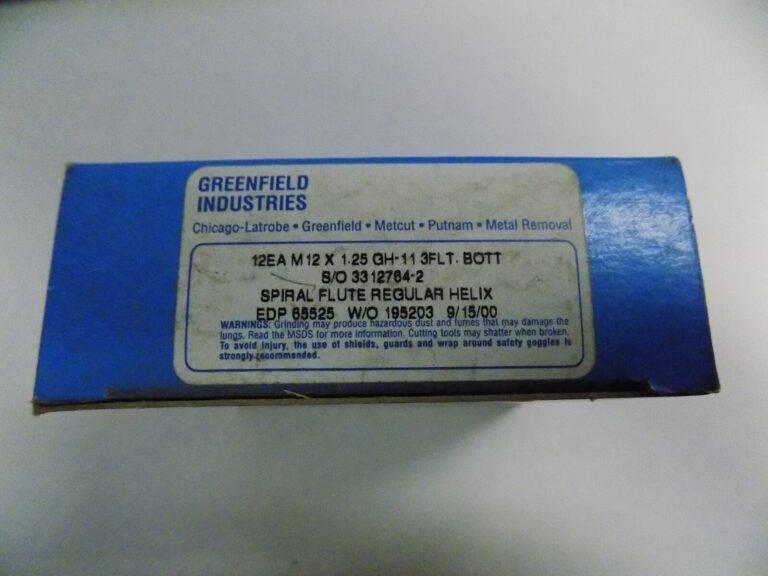 GREENFIELD
INDUSTRIES
Chicago-Latrobe • Greenfield • Metcut • Putnam • Metal Removal
12EA M12 X 1.25 GH-11 3FLT. BOTT
S/O 3312764-2
SPIRAL FLUTE REGULAR HELIX
EDP 65525 W/O 195203 9/15/00
WARNINGS: Grinding may produce hazardous dust and fumes that may damage the
lungs. Read the MSDS for more information. Cutting tools may shatter when broken.
To avoid injury, the use of shields, guards and wrap around safety goggles is
strongly recommended.